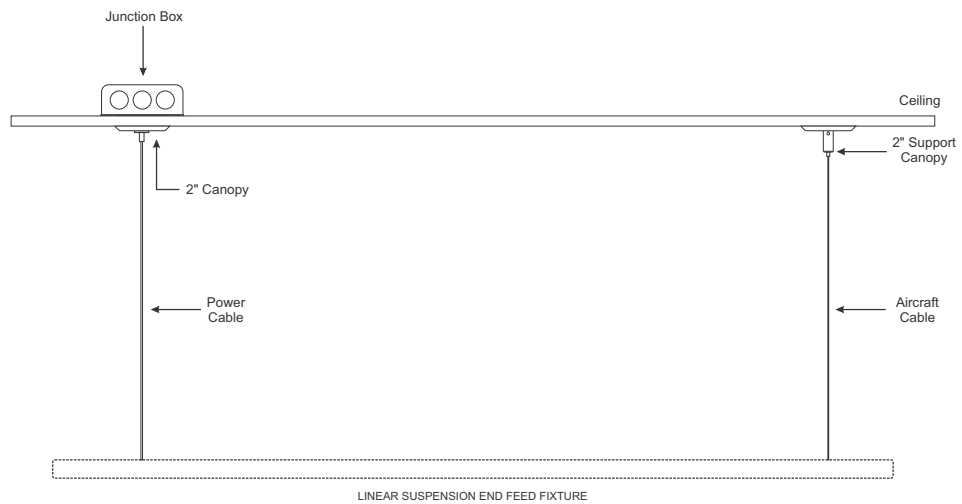 Junction Box
Ceiling
2" Support
Canopy
2" Canopy
Power
Cable
Aircraft
Cable
LINEAR SUSPENSION END FEED FIXTURE